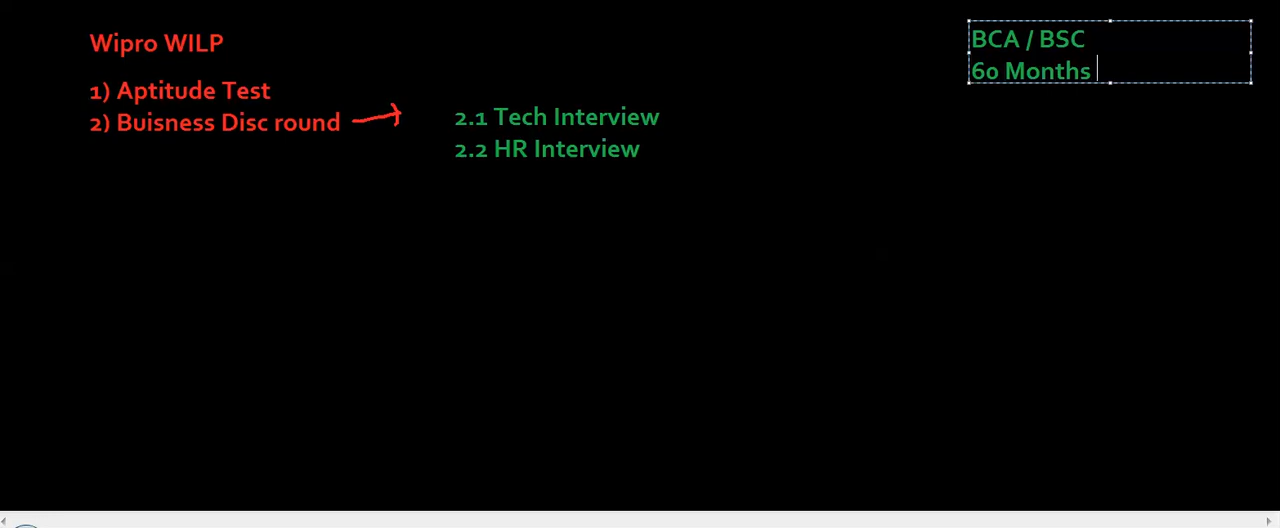 Wipro WILP
1) Aptitude Test
2) Buisness Disc round
2.1 Tech Interview
2.2 HR Interview
BCA / BSC
60 Months